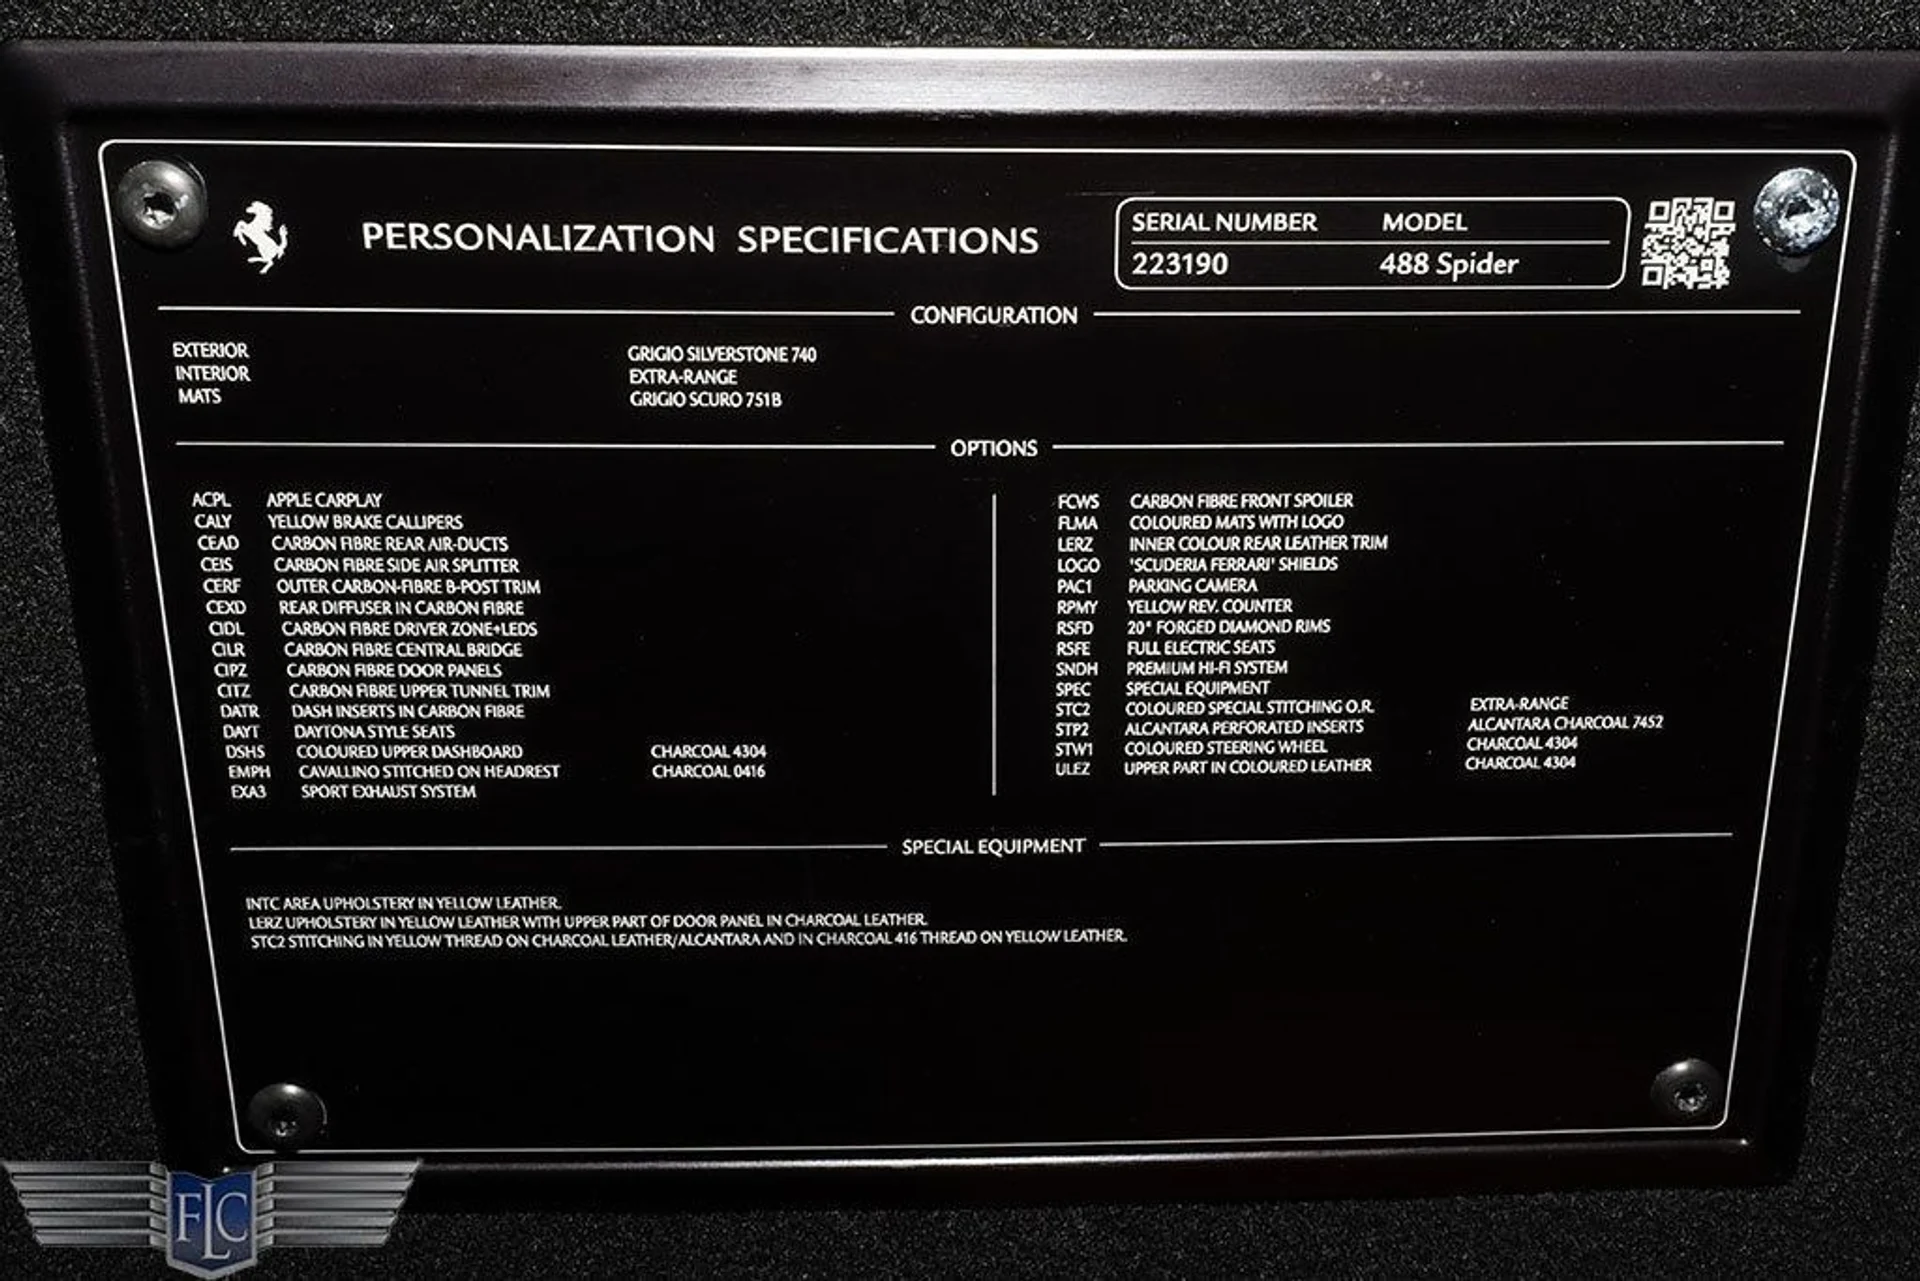 PERSONALIZATION SPECIFICATIONS
SERIAL NUMBER MODEL
223190 488 Spider
CONFIGURATION
EXTERIOR GRIGIO SILVERSTONE 740
INTERIOR EXTRA-RANGE
MATS GRIGIO SCURO 751B
OPTIONS
ACPL APPLE CARPLAY
CALY YELLOW BRAKE CALLIPERS
CEAD CARBON FIBRE REAR AIR-DUCTS
CEIS CARBON FIBRE SIDE AIR SPLITTER
CERF OUTER CARBON-FIBRE B-POST TRIM
CEXD REAR DIFFUSER IN CARBON FIBRE
CIDL CARBON FIBRE DRIVER ZONE+LEDS
CILR CARBON FIBRE CENTRAL BRIDGE
CIPZ CARBON FIBRE DOOR PANELS
CITZ CARBON FIBRE UPPER TUNNEL TRIM
DATR DASH INSERTS IN CARBON FIBRE
DAYT DAYTONA STYLE SEATS
DSHS COLOURED UPPER DASHBOARD CHARCOAL 4304
EMPH CAVALLINO STITCHED ON HEADREST CHARCOAL 0416
EXA3 SPORT EXHAUST SYSTEM
FCWS CARBON FIBRE FRONT SPOILER
FLMA COLOURED MATS WITH LOGO
LERZ INNER COLOUR REAR LEATHER TRIM
LOGO 'SCUDERIA FERRARI' SHIELDS
PAC1 PARKING CAMERA
RPMY YELLOW REV. COUNTER
RSFD 20" FORGED DIAMOND RIMS
RSFE FULL ELECTRIC SEATS
SNDH PREMIUM HI-FI SYSTEM
SPEC SPECIAL EQUIPMENT
STC2 COLOURED SPECIAL STITCHING O.R. EXTRA-RANGE
STP2 ALCANTARA PERFORATED INSERTS ALCANTARA CHARCOAL 7452
STW1 COLOURED STEERING WHEEL CHARCOAL 4304
ULEZ UPPER PART IN COLOURED LEATHER CHARCOAL 4304
SPECIAL EQUIPMENT
INTC AREA UPHOLSTERY IN YELLOW LEATHER.
LERZ UPHOLSTERY IN YELLOW LEATHER WITH UPPER PART OF DOOR PANEL IN CHARCOAL LEATHER.
STC2 STITCHING IN YELLOW THREAD ON CHARCOAL LEATHER/ALCANTARA AND IN CHARCOAL 416 THREAD ON YELLOW LEATHER.
FLC